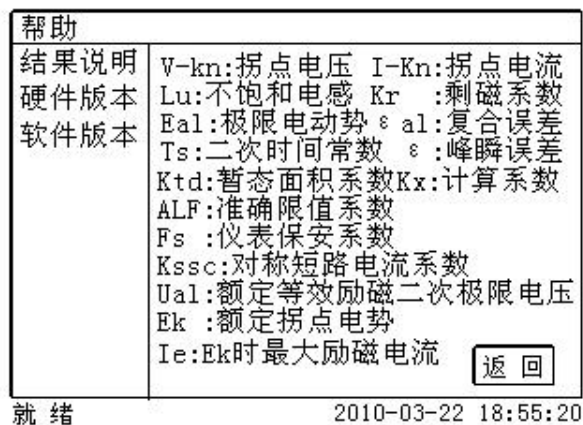 帮助
结果说明
硬件版本
软件版本
V-kn:拐点电压 I-Kn:拐点电流
Lu:不饱和电感 Kr :剩磁系数
Eal:极限电动势 ε al:复合误差
Ts:二次时间常数 ε :峰瞬误差
Ktd:暂态面积系数Kx:计算系数
ALF:准确限值系数
Fs :仪表保安系数
Kssc:对称短路电流系数
Ual:额定等效励磁二次极限电压
Ek :额定拐点电势
Ie:Ek时最大励磁电流
返 回
就 绪 2010-03-22 18:55:20